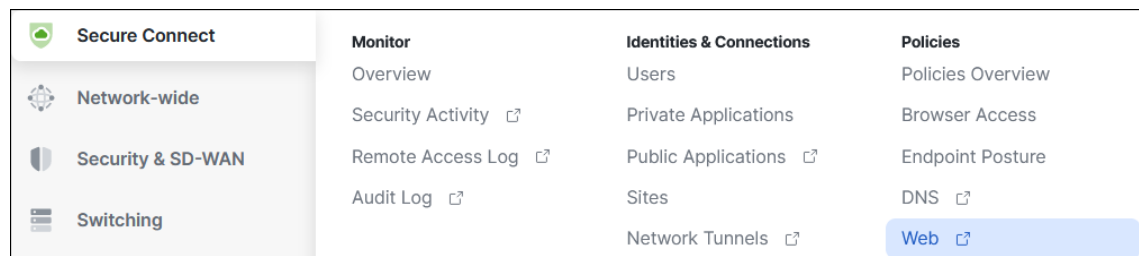 Secure Connect
Network-wide
Security & SD-WAN
Switching
Monitor
Overview
Security Activity
Remote Access Log
Audit Log
Identities & Connections
Users
Private Applications
Public Applications
Sites
Network Tunnels
Policies
Policies Overview
Browser Access
Endpoint Posture
DNS
Web